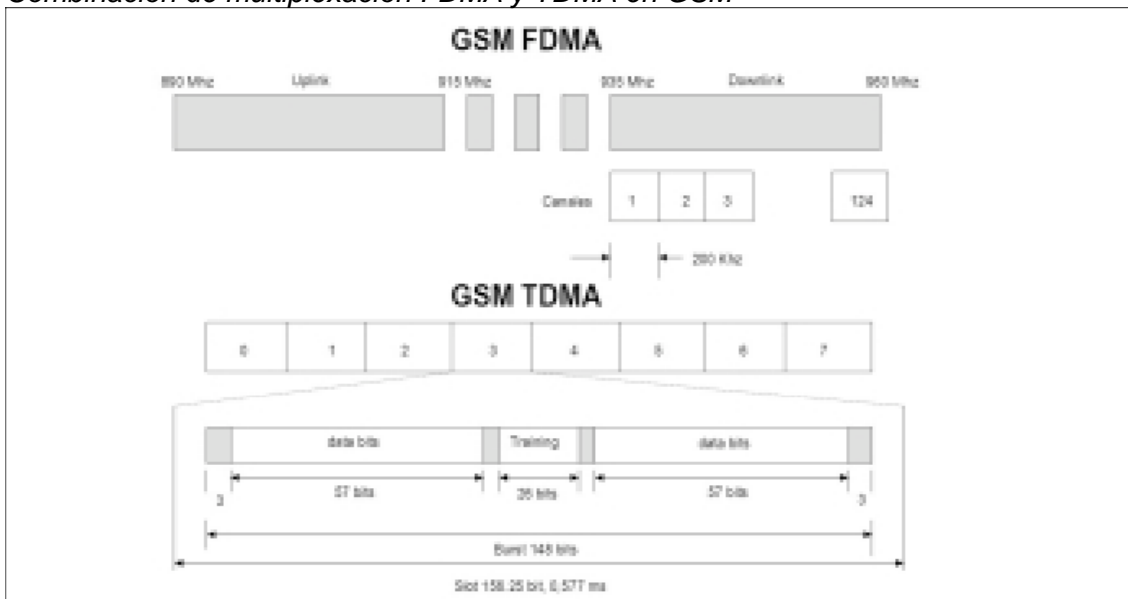 Combinación de multiplexación FDMA y TDMA en GSM
GSM FDMA
890 Mhz Uplink 915 Mhz 935 Mhz Downlink 960 Mhz
Canales 1 2 3 124
200 Khz
GSM TDMA
0 1 2 3 4 5 6 7
data bits Training data bits
3 57 bits 26 bits 57 bits 3
Burst 148 bits
Slot 156.25 bit, 0,577 ms